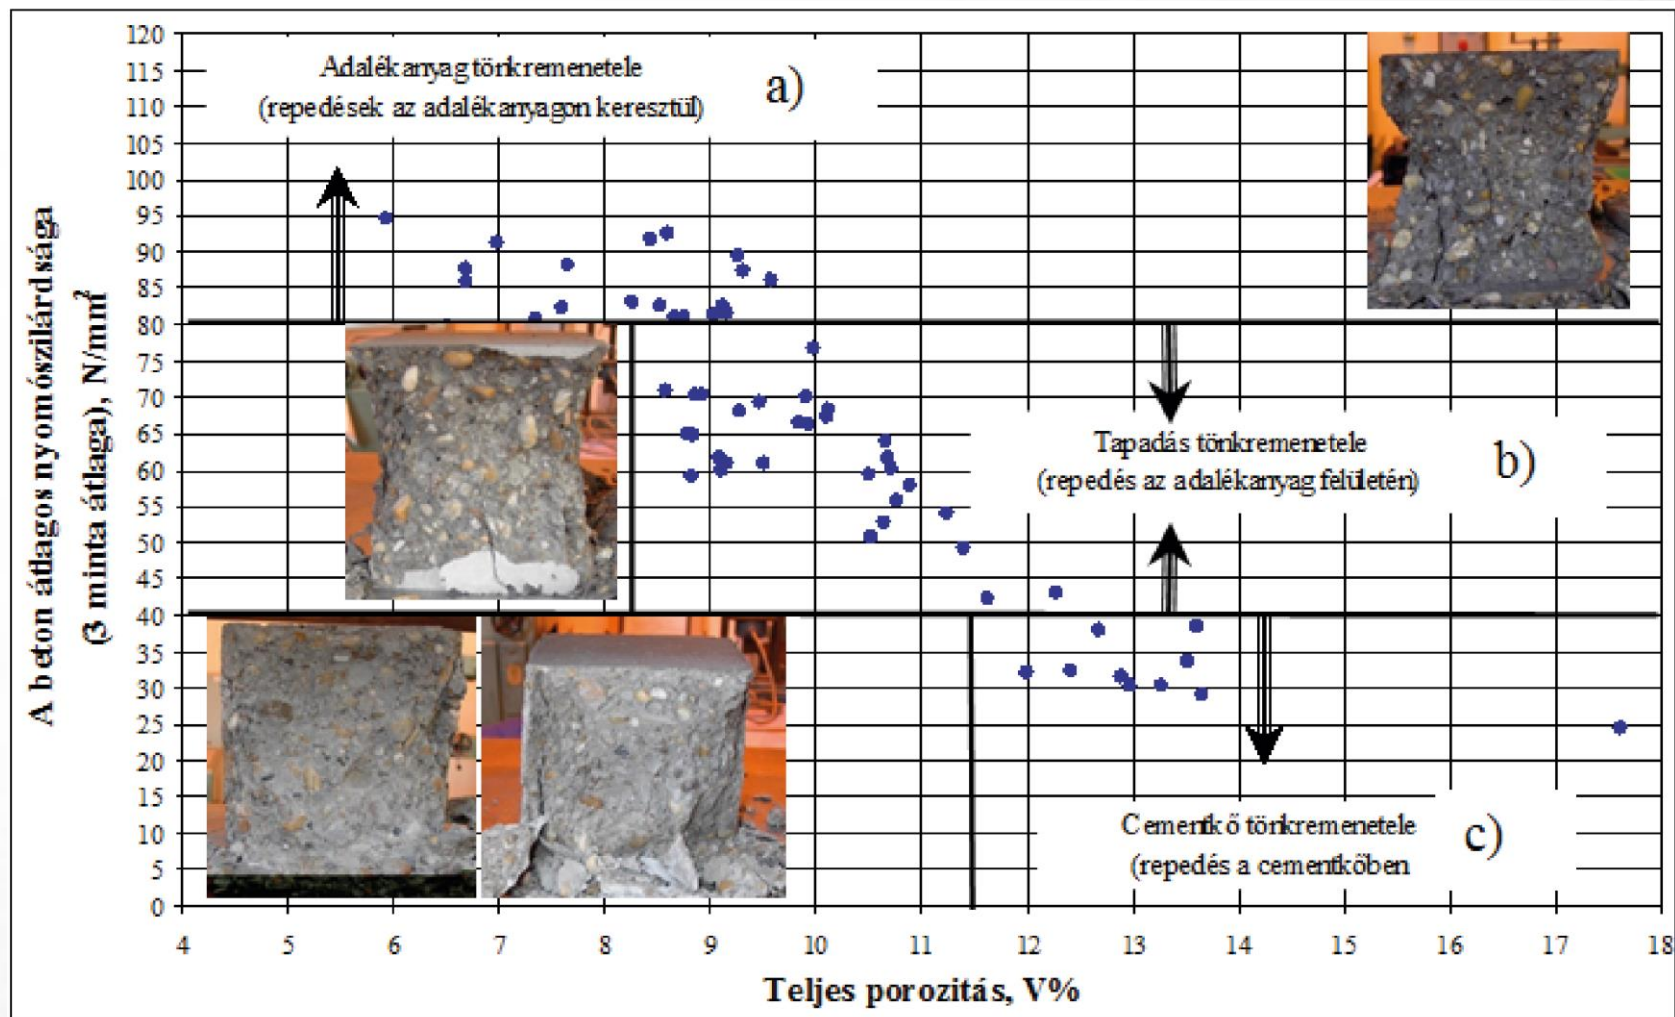 120
115
110
105
100
95
90
85
80
75
70
65
60
55
50
45
40
35
30
25
20
15
10
5
0
A beton átlagos nyomószilárdsága
(3 minta átlaga), N/mm²
Adalékanyag tönkremenetele
(repedések az adalékanyagon keresztül)
a)
Tapadás tönkremenetele
(repedés az adalékanyag felületén)
b)
Cementkő tönkremenetele
(repedés a cementkőben
c)
4 5 6 7 8 9 10 11 12 13 14 15 16 17 18
Teljes porozitás, V%